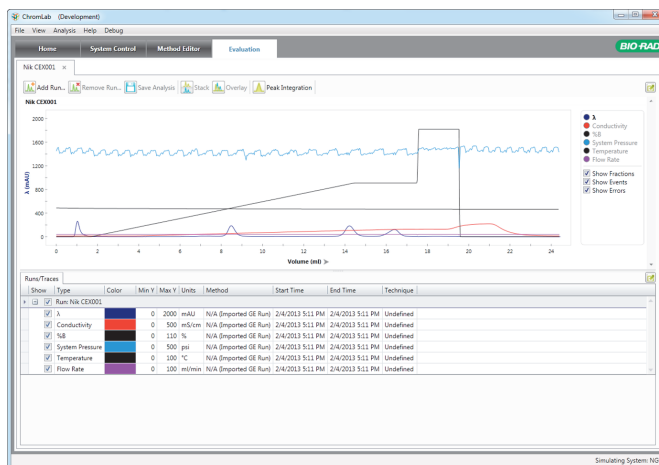 ChromLab (Development)
File View Analysis Help Debug
Home System Control Method Editor Evaluation
BIO-RAD
Nik CEX001
Add Run... Remove Run... Save Analysis Stack Overlay Peak Integration
Nik CEX001
λ (mAU)
2000
1600
1200
800
400
0
0 2 4 6 8 10 12 14 16 18 20 22 24
Volume (ml)
λ
Conductivity
%B
System Pressure
Temperature
Flow Rate
Show Fractions
Show Events
Show Errors
Runs/Traces
Show Type Color Min Y Max Y Units Method Start Time End Time Technique
Run: Nik CEX001
λ 0 2000 mAU N/A (Imported GE Run) 2/4/2013 5:11 PM 2/4/2013 5:11 PM Undefined
Conductivity 0 500 mS/cm N/A (Imported GE Run) 2/4/2013 5:11 PM 2/4/2013 5:11 PM Undefined
%B 0 110 % N/A (Imported GE Run) 2/4/2013 5:11 PM 2/4/2013 5:11 PM Undefined
System Pressure 0 500 psi N/A (Imported GE Run) 2/4/2013 5:11 PM 2/4/2013 5:11 PM Undefined
Temperature 0 100 °C N/A (Imported GE Run) 2/4/2013 5:11 PM 2/4/2013 5:11 PM Undefined
Flow Rate 0 100 ml/min N/A (Imported GE Run) 2/4/2013 5:11 PM 2/4/2013 5:11 PM Undefined
Simulating System: NG